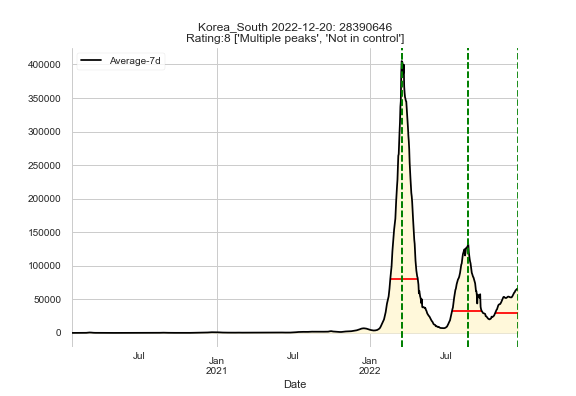 Korea_South 2022-12-20: 28390646
Rating:8 ['Multiple peaks', 'Not in control']
Average-7d
400000
350000
300000
250000
200000
150000
100000
50000
0
Jul
Jan
2021
Jul
Jan
2022
Jul
Date